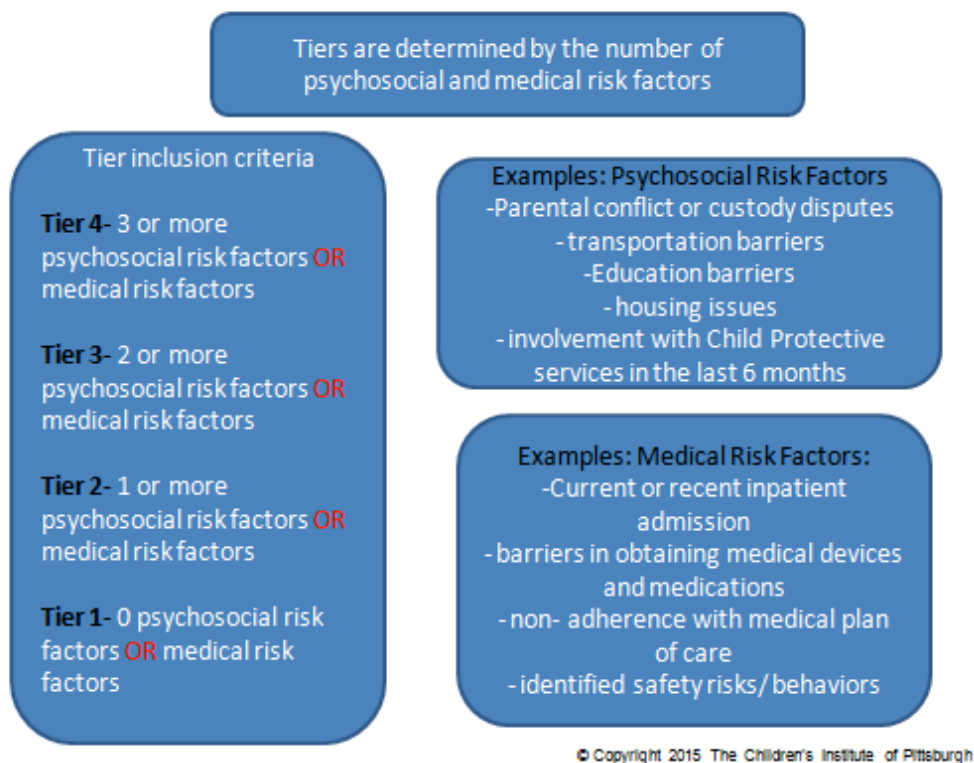 Tiers are determined by the number of
psychosocial and medical risk factors
Tier inclusion criteria
Tier 4- 3 or more
psychosocial risk factors OR
medical risk factors
Tier 3- 2 or more
psychosocial risk factors OR
medical risk factors
Tier 2- 1 or more
psychosocial risk factors OR
medical risk factors
Tier 1- 0 psychosocial risk
factors OR medical risk
factors
Examples: Psychosocial Risk Factors
-Parental conflict or custody disputes
- transportation barriers
-Education barriers
- housing issues
- involvement with Child Protective
services in the last 6 months
Examples: Medical Risk Factors:
-Current or recent inpatient
admission
- barriers in obtaining medical devices
and medications
- non- adherence with medical plan
of care
- identified safety risks/ behaviors
© Copyright 2015 The Children's Institute of Pittsburgh